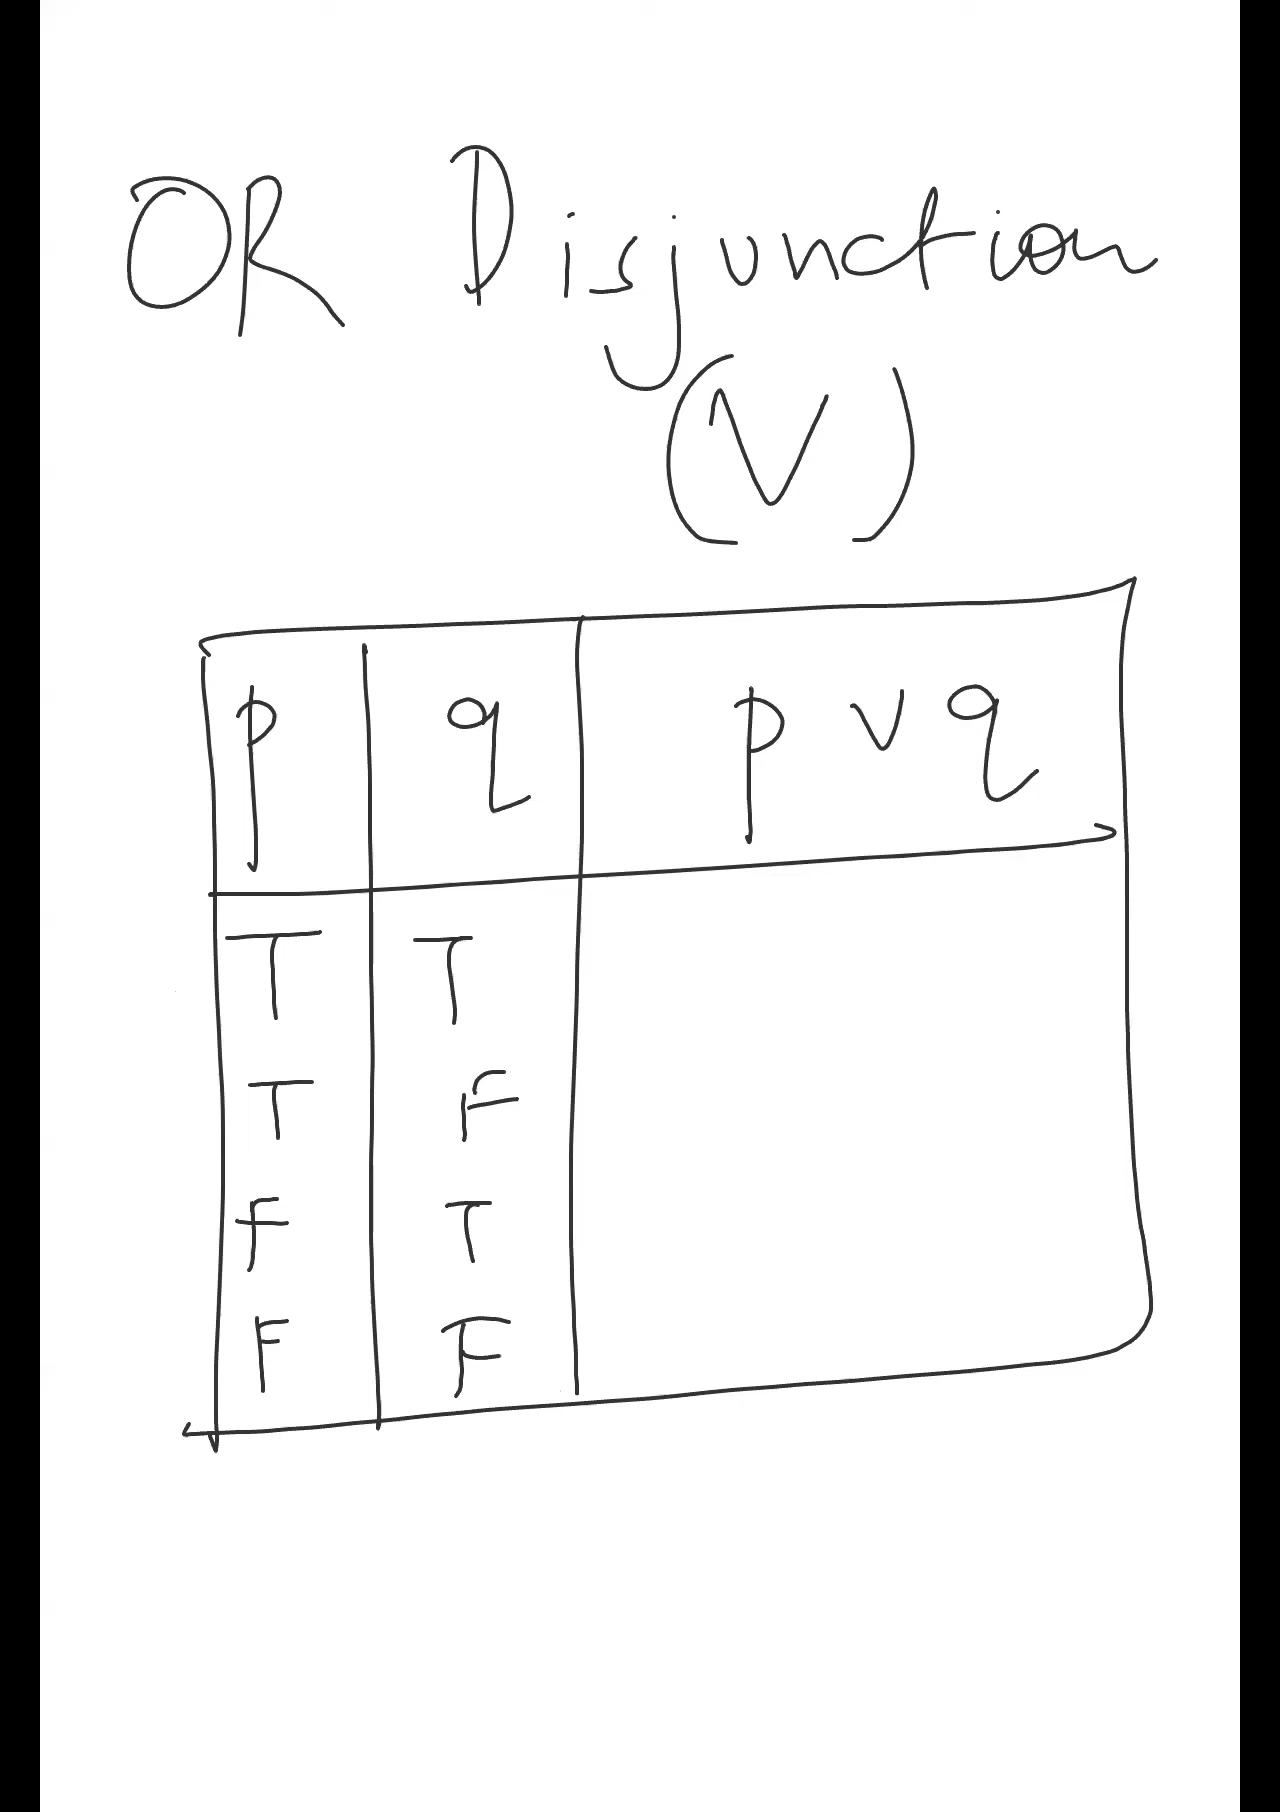 OR Disjunction
(V)
p q p v q
T T
T F
F T
F F